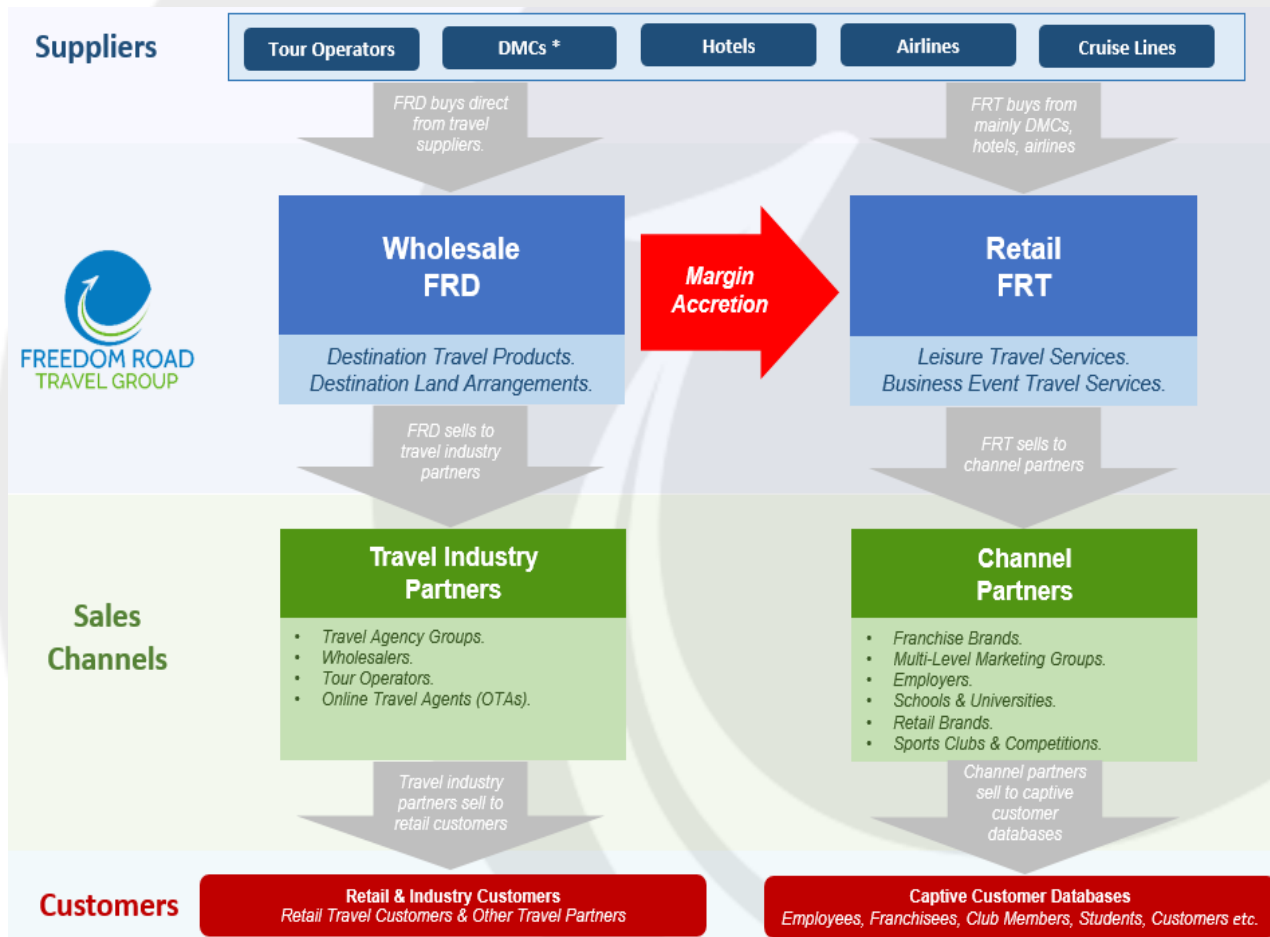 Suppliers
Tour Operators
DMCs *
Hotels
Airlines
Cruise Lines
FRD buys direct
from travel
suppliers.
FRT buys from
mainly DMCs,
hotels, airlines
FREEDOM ROAD
TRAVEL GROUP
Wholesale
FRD
Destination Travel Products.
Destination Land Arrangements.
Margin
Accretion
Retail
FRT
Leisure Travel Services.
Business Event Travel Services.
FRD sells to
travel industry
partners
FRT sells to
channel partners
Sales
Channels
Travel Industry
Partners
• Travel Agency Groups.
• Wholesalers.
• Tour Operators.
• Online Travel Agents (OTAs).
Channel
Partners
• Franchise Brands.
• Multi-Level Marketing Groups.
• Employers.
• Schools & Universities.
• Retail Brands.
• Sports Clubs & Competitions.
Travel industry
partners sell to
retail customers
Channel partners
sell to captive
customer
databases
Customers
Retail & Industry Customers
Retail Travel Customers & Other Travel Partners
Captive Customer Databases
Employees, Franchisees, Club Members, Students, Customers etc.